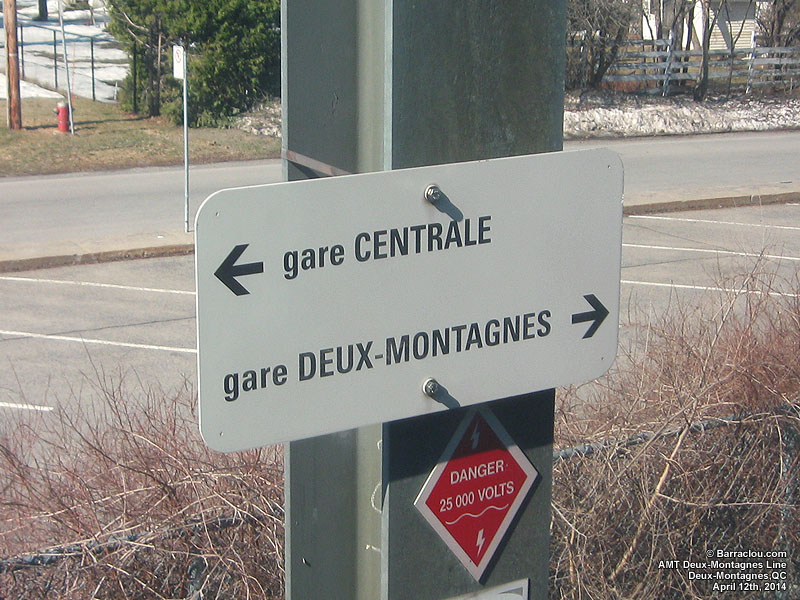 gare CENTRALE
gare DEUX-MONTAGNES
DANGER
25 000 VOLTS
© Barraclou.com
AMT Deux-Montagnes Line
Deux-Montagnes,QC
April 12th, 2014